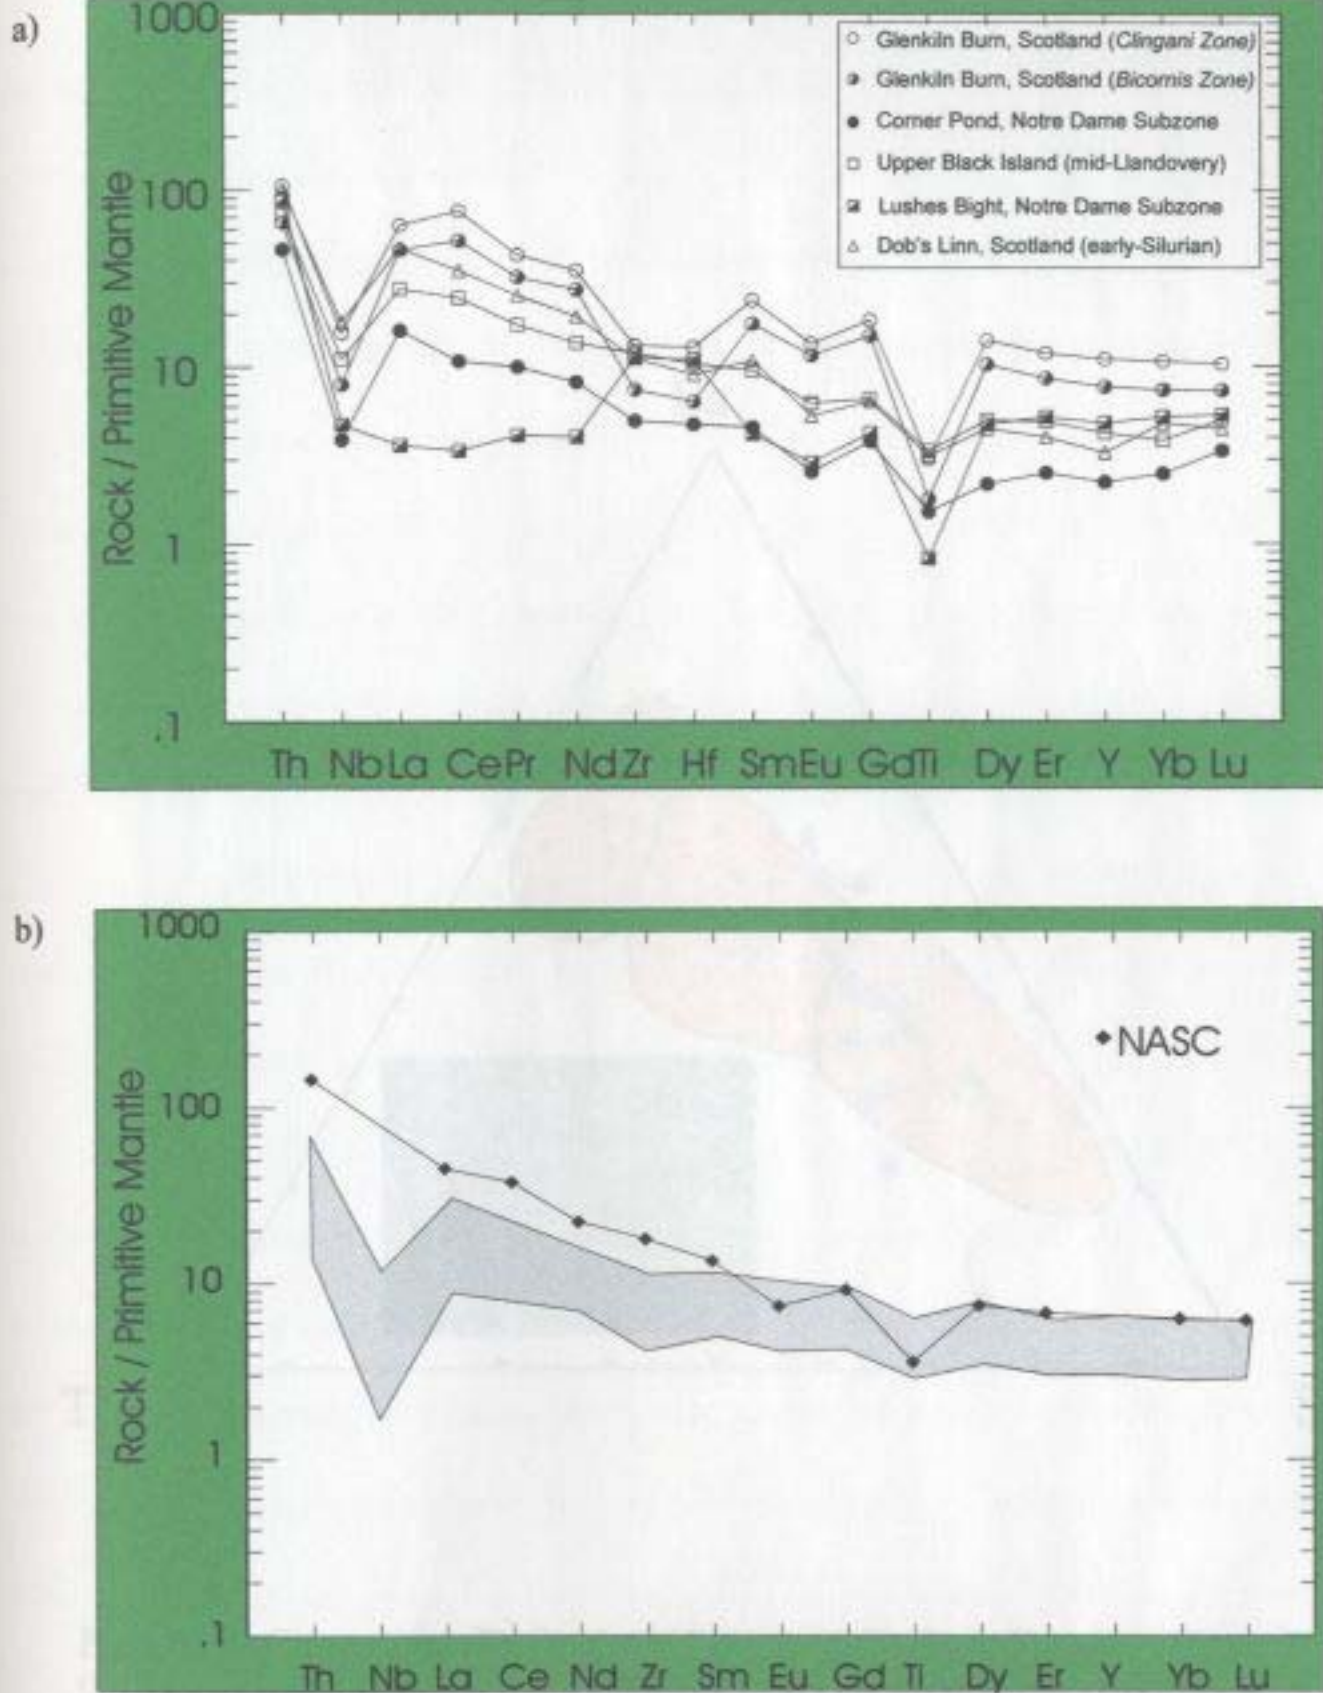 a)
1000
100
10
1
.1
Rock / Primitive Mantle
Glenkiln Burn, Scotland (Clingani Zone)
Glenkiln Burn, Scotland (Bicornis Zone)
Corner Pond, Notre Dame Subzone
Upper Black Island (mid-Llandovery)
Lushes Bight, Notre Dame Subzone
Dob's Linn, Scotland (early-Silurian)
Th Nb La Ce Pr Nd Zr Hf Sm Eu Gd Ti Dy Er Y Yb Lu
b)
1000
100
10
1
.1
Rock / Primitive Mantle
NASC
Th Nb La Ce Nd Zr Sm Eu Gd Ti Dy Er Y Yb Lu